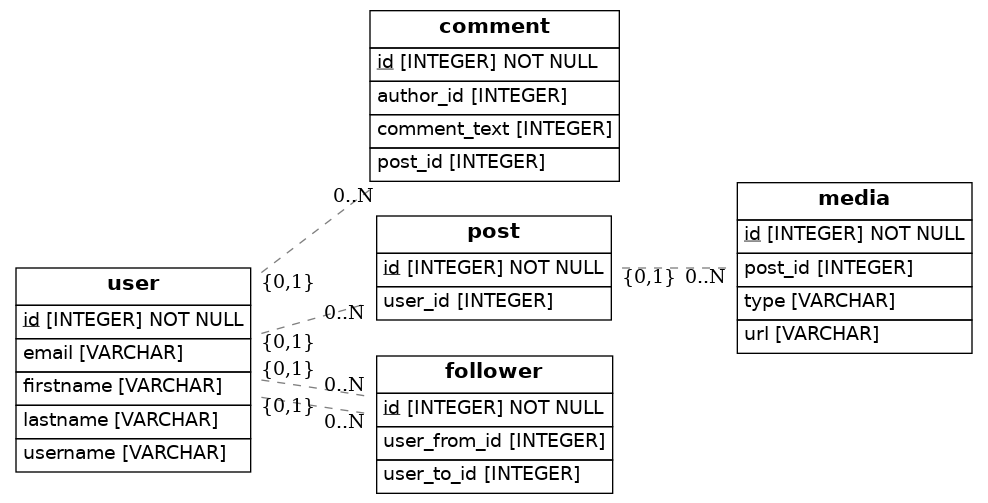 comment
id [INTEGER] NOT NULL
author_id [INTEGER]
comment_text [INTEGER]
post_id [INTEGER]
0..N
{0,1}
user
id [INTEGER] NOT NULL
email [VARCHAR]
firstname [VARCHAR]
lastname [VARCHAR]
username [VARCHAR]
post
id [INTEGER] NOT NULL
user_id [INTEGER]
0..N
{0,1}
{0,1}
0..N
{0,1}
0..N
follower
id [INTEGER] NOT NULL
user_from_id [INTEGER]
user_to_id [INTEGER]
{0,1} 0..N
media
id [INTEGER] NOT NULL
post_id [INTEGER]
type [VARCHAR]
url [VARCHAR]